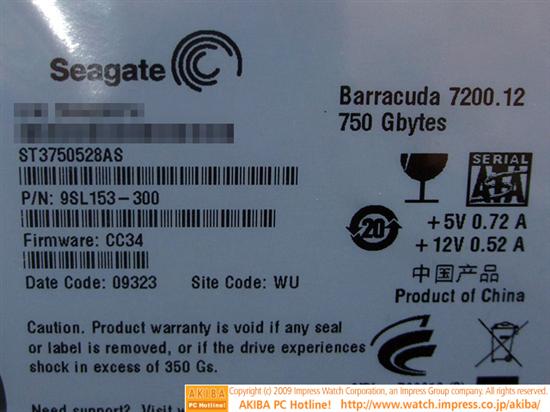 Seagate
Barracuda 7200.12
750 Gbytes
ST3750528AS
P/N: 9SL153-300
Firmware: CC34
Date Code: 09323 Site Code: WU
SERIAL
ATA
20
+5V 0.72 A
+12V 0.52 A
中国产品
Product of China
Caution. Product warranty is void if any seal
or label is removed, or if the drive experiences
shock in excess of 350 Gs.
Need support? Visit
AKIBA
PC Hotline!
Copyright (c) 2009 Impress Watch Corporation, an Impress Group company. All rights reserved.
AKIBA PC Hotline! http://www.watch.impress.co.jp/akiba/